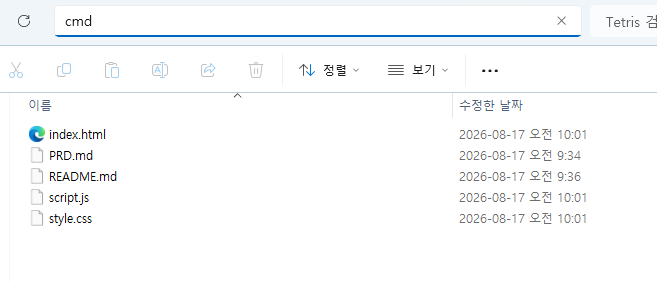 cmd
Tetris 검
정렬
보기
이름 수정한 날짜
index.html 2026-08-17 오전 10:01
PRD.md 2026-08-17 오전 9:34
README.md 2026-08-17 오전 9:36
script.js 2026-08-17 오전 10:01
style.css 2026-08-17 오전 10:01